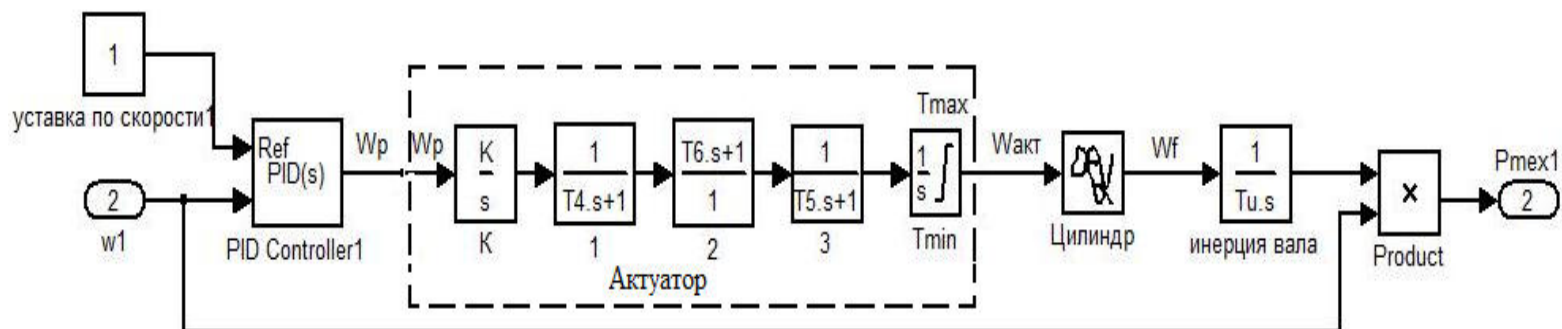 1
уставка по скорости1
Ref
PID(s)
PID Controller1
2
w1
Wp
Wp
K
s
К
1
T4.s+1
1
T6.s+1
1
2
1
T5.s+1
3
Tmax
1
s
Tmin
Актуатор
Wакт
Цилиндр
Wf
1
Tu.s
инерция вала
×
Product
Pmex1
2